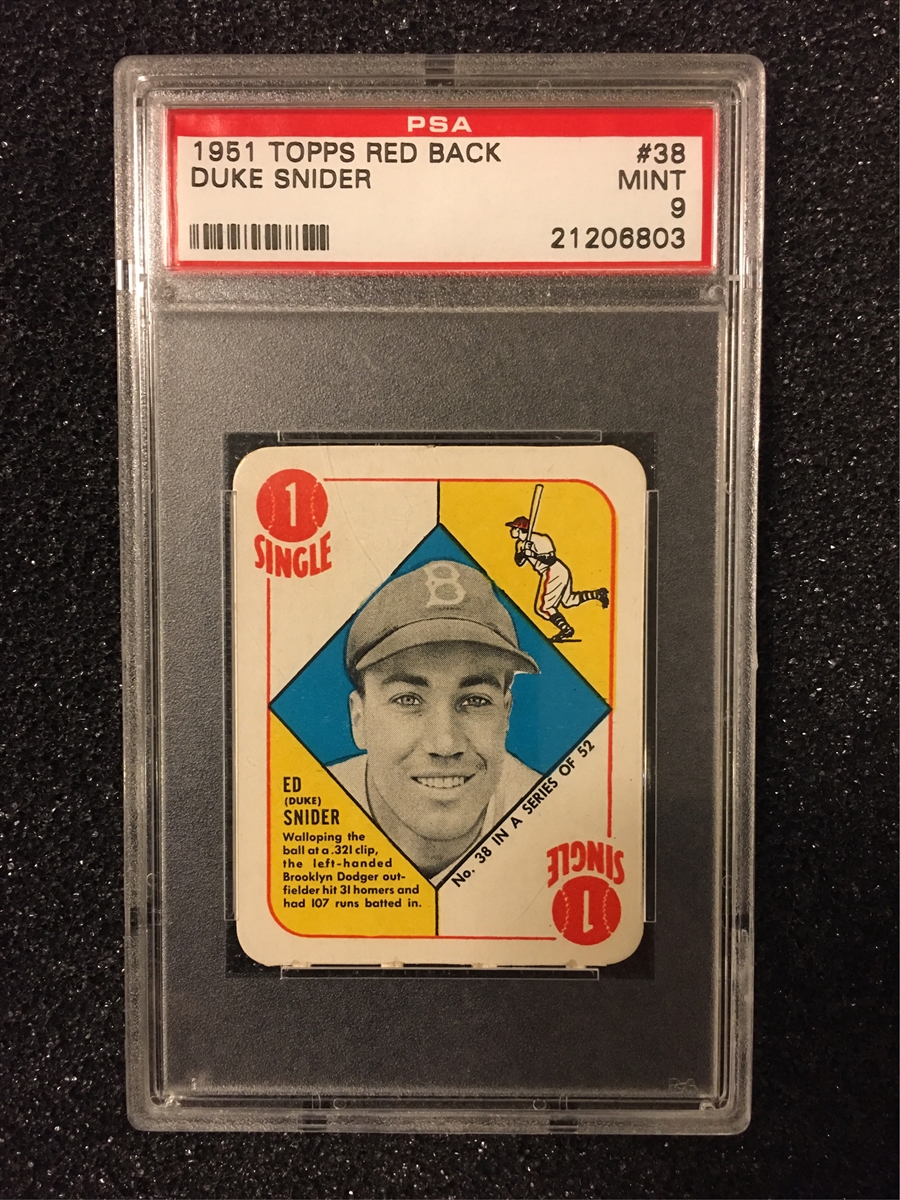 PSA
1951 TOPPS RED BACK #38
DUKE SNIDER MINT
9
21206803
1
SINGLE
B
ED
(DUKE)
SNIDER
Walloping the
ball at a .321 clip,
the left-handed
Brooklyn Dodger out-
fielder hit 31 homers and
had 107 runs batted in.
No. 38 IN A SERIES OF 52
SINGLE
1